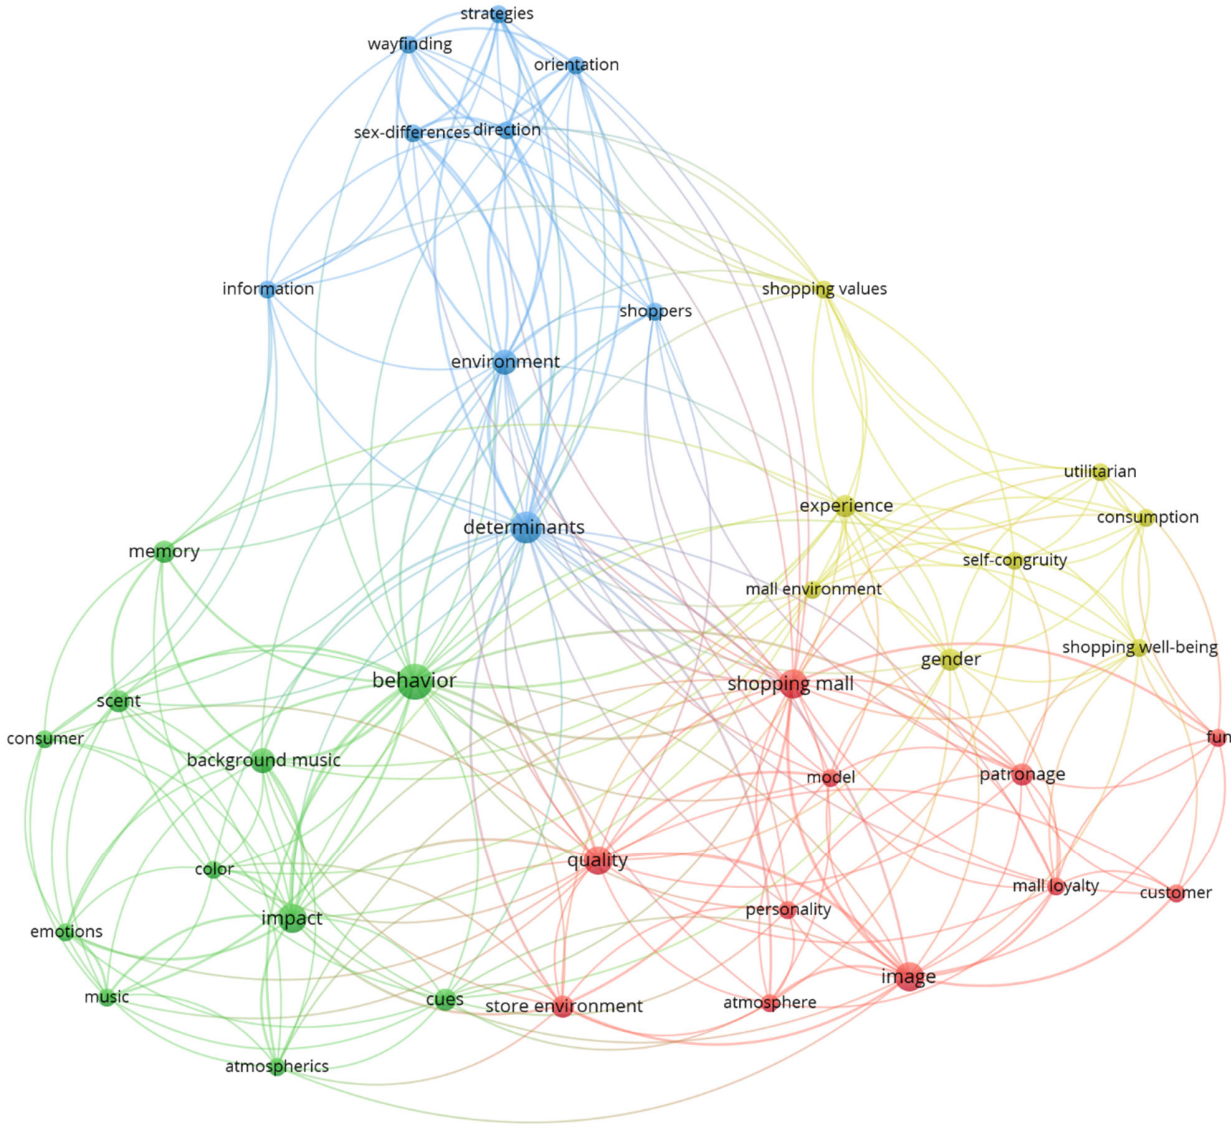 strategies
wayfinding
orientation
sex-differences
direction
information
shopping values
shoppers
environment
utilitarian
experience
consumption
determinants
memory
self-congruity
mall environment
shopping well-being
gender
behavior
shopping mall
scent
consumer
fun
background music
patronage
model
quality
color
mall loyalty
customer
personality
impact
emotions
image
music
cues
store environment
atmosphere
atmospherics